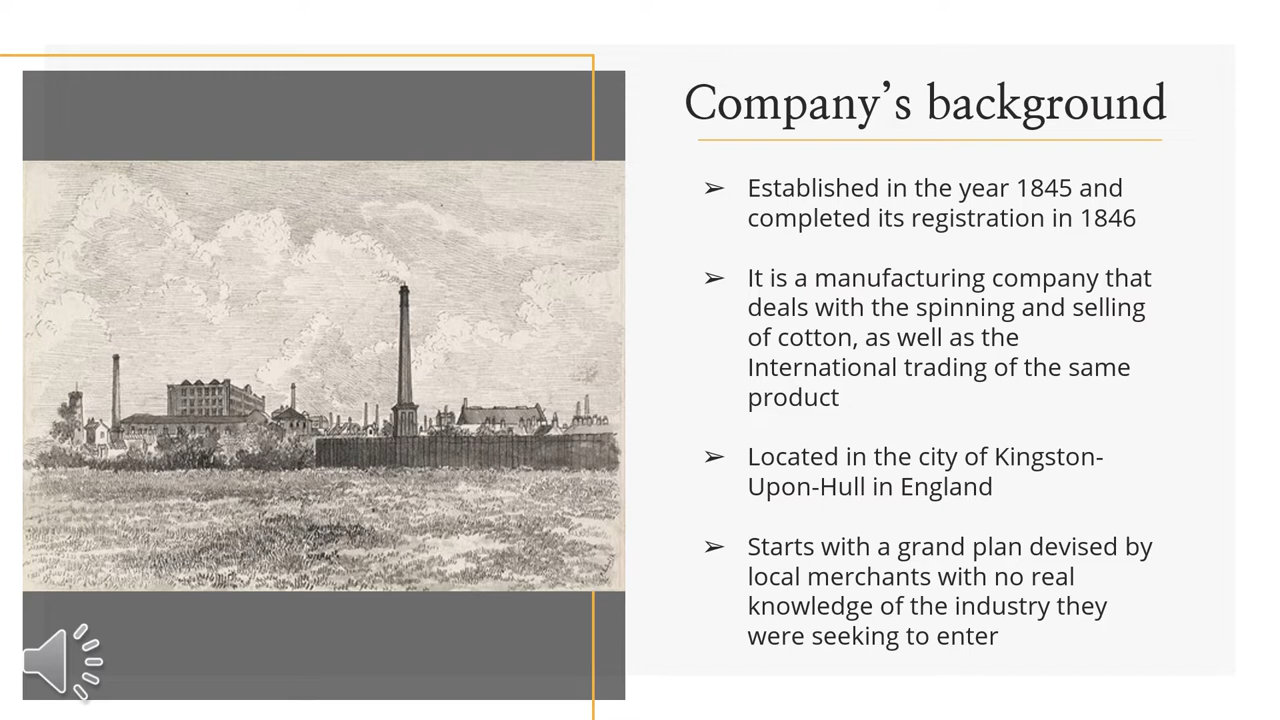 Company’s background
➢ Established in the year 1845 and
completed its registration in 1846
➢ It is a manufacturing company that
deals with the spinning and selling
of cotton, as well as the
International trading of the same
product
➢ Located in the city of Kingston-
Upon-Hull in England
➢ Starts with a grand plan devised by
local merchants with no real
knowledge of the industry they
were seeking to enter